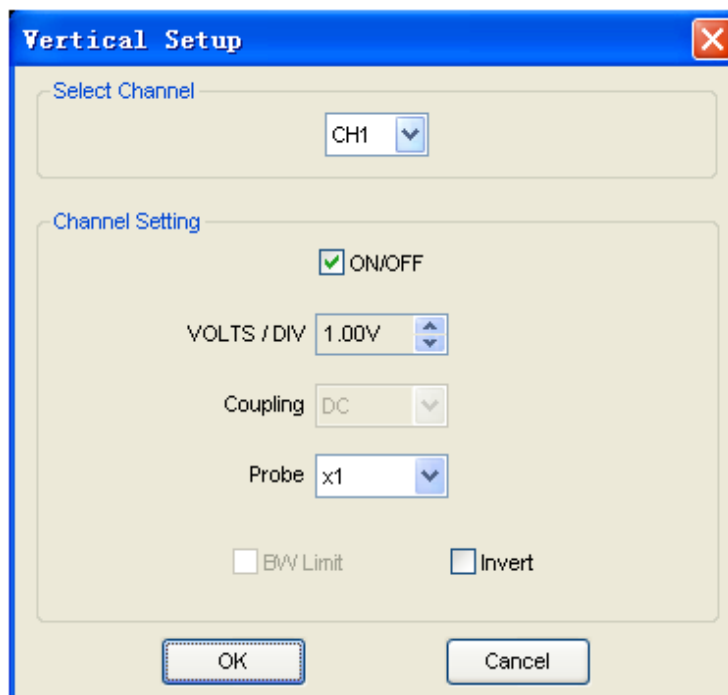 Vertical Setup
Select Channel
CH1
Channel Setting
ON/OFF
VOLTS / DIV 1.00V
Coupling DC
Probe x1
BW Limit Invert
OK Cancel